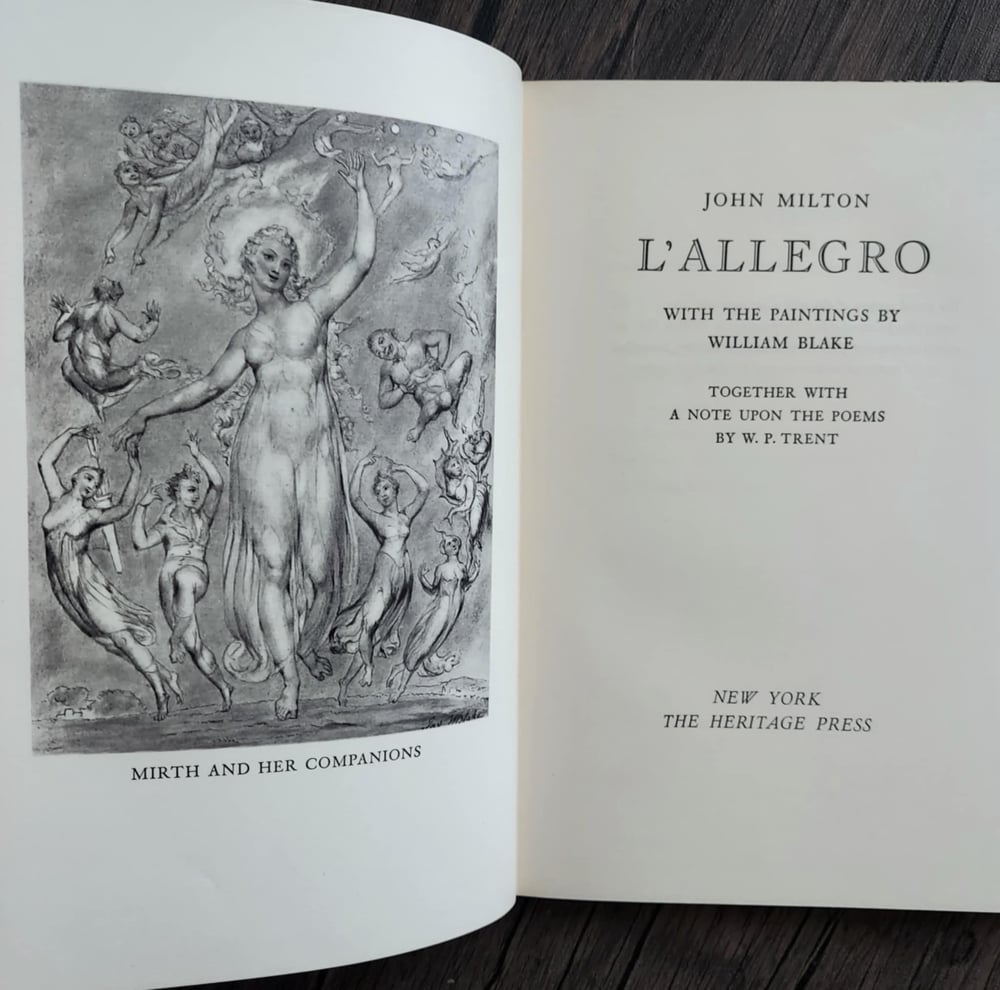 MIRTH AND HER COMPANIONS
JOHN MILTON
L'ALLEGRO
WITH THE PAINTINGS BY
WILLIAM BLAKE
TOGETHER WITH
A NOTE UPON THE POEMS
BY W. P. TRENT
NEW YORK
THE HERITAGE PRESS